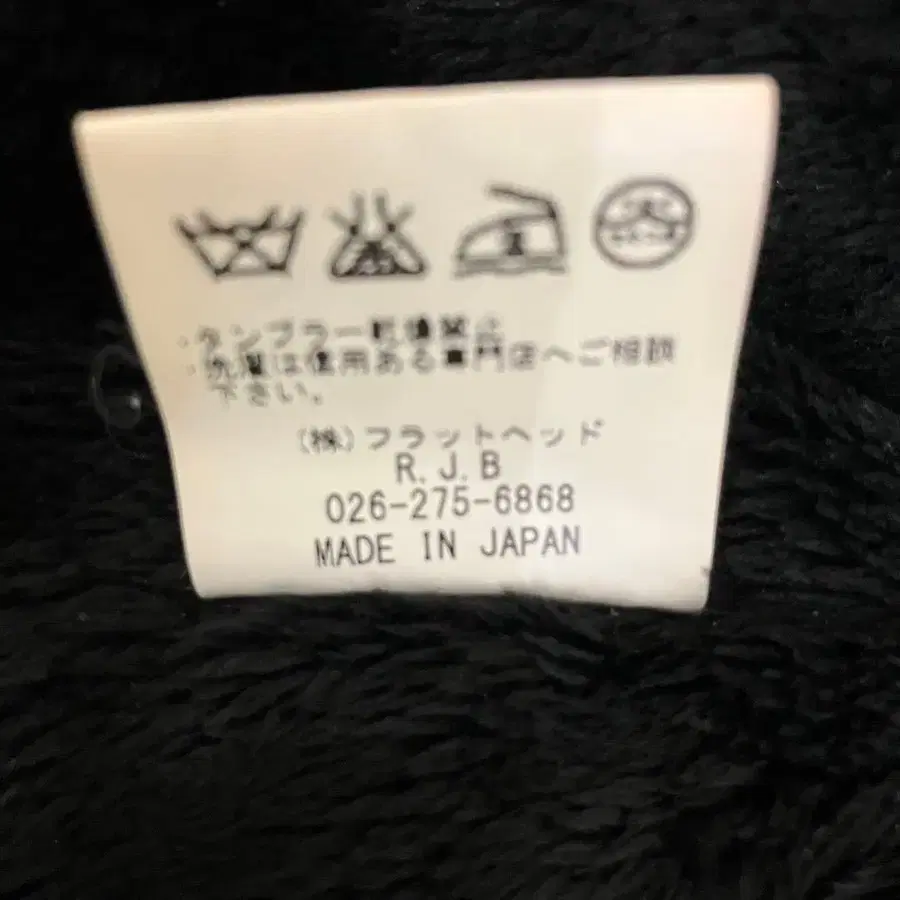 ・タンブラー乾燥禁止
・洗濯は信用ある専門店へご相談
下さい。
(株)フラットヘッド
R.J.B
026-275-6868
MADE IN JAPAN